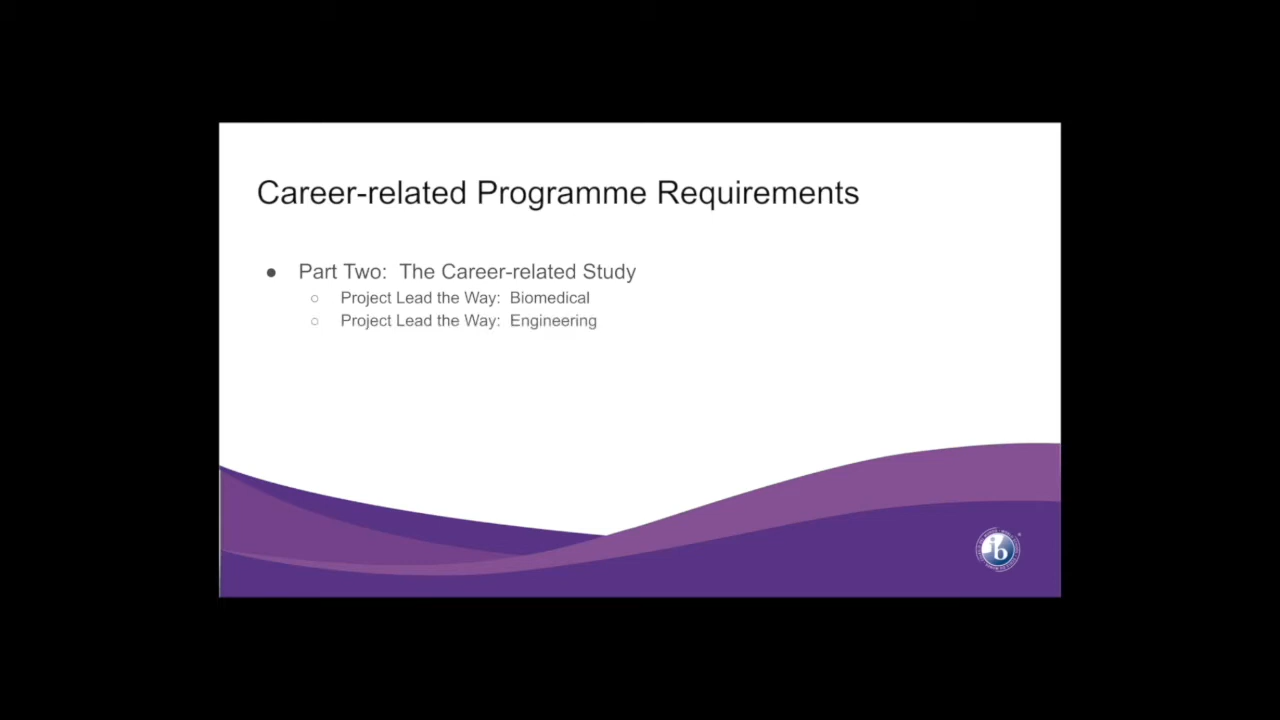 Career-related Programme Requirements
● Part Two: The Career-related Study
○ Project Lead the Way: Biomedical
○ Project Lead the Way: Engineering
ib